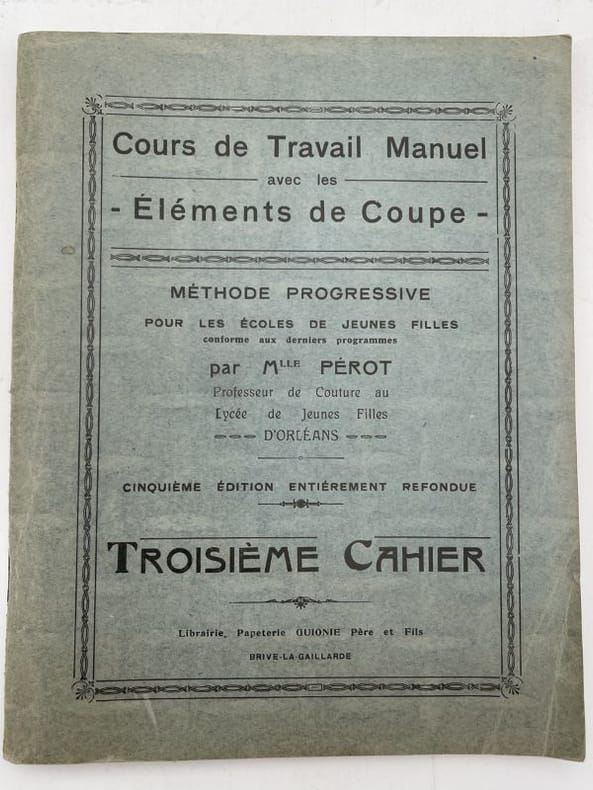 Cours de Travail Manuel
avec les
- Éléments de Coupe -
MÉTHODE PROGRESSIVE
POUR LES ÉCOLES DE JEUNES FILLES
conforme aux derniers programmes
par MLLE PÉROT
Professeur de Couture au
Lycée de Jeunes Filles
D'ORLÉANS
CINQUIÈME ÉDITION ENTIÉREMENT REFONDUE
TROISIÈME CAHIER
Librairie, Papeterie GUIONIE Père et Fils
BRIVE-LA-GAILLARDE